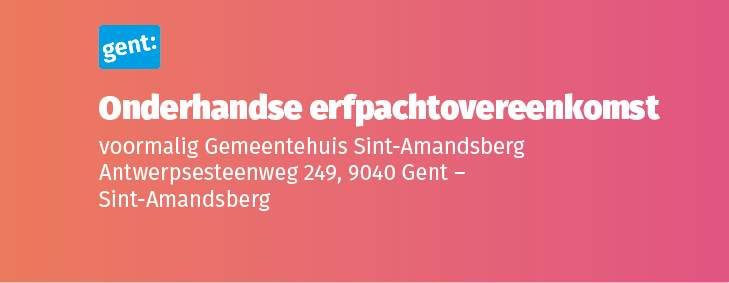 gent:
Onderhandse erfpachtovereenkomst
voormalig Gemeentehuis Sint-Amandsberg
Antwerpsesteenweg 249, 9040 Gent –
Sint-Amandsberg